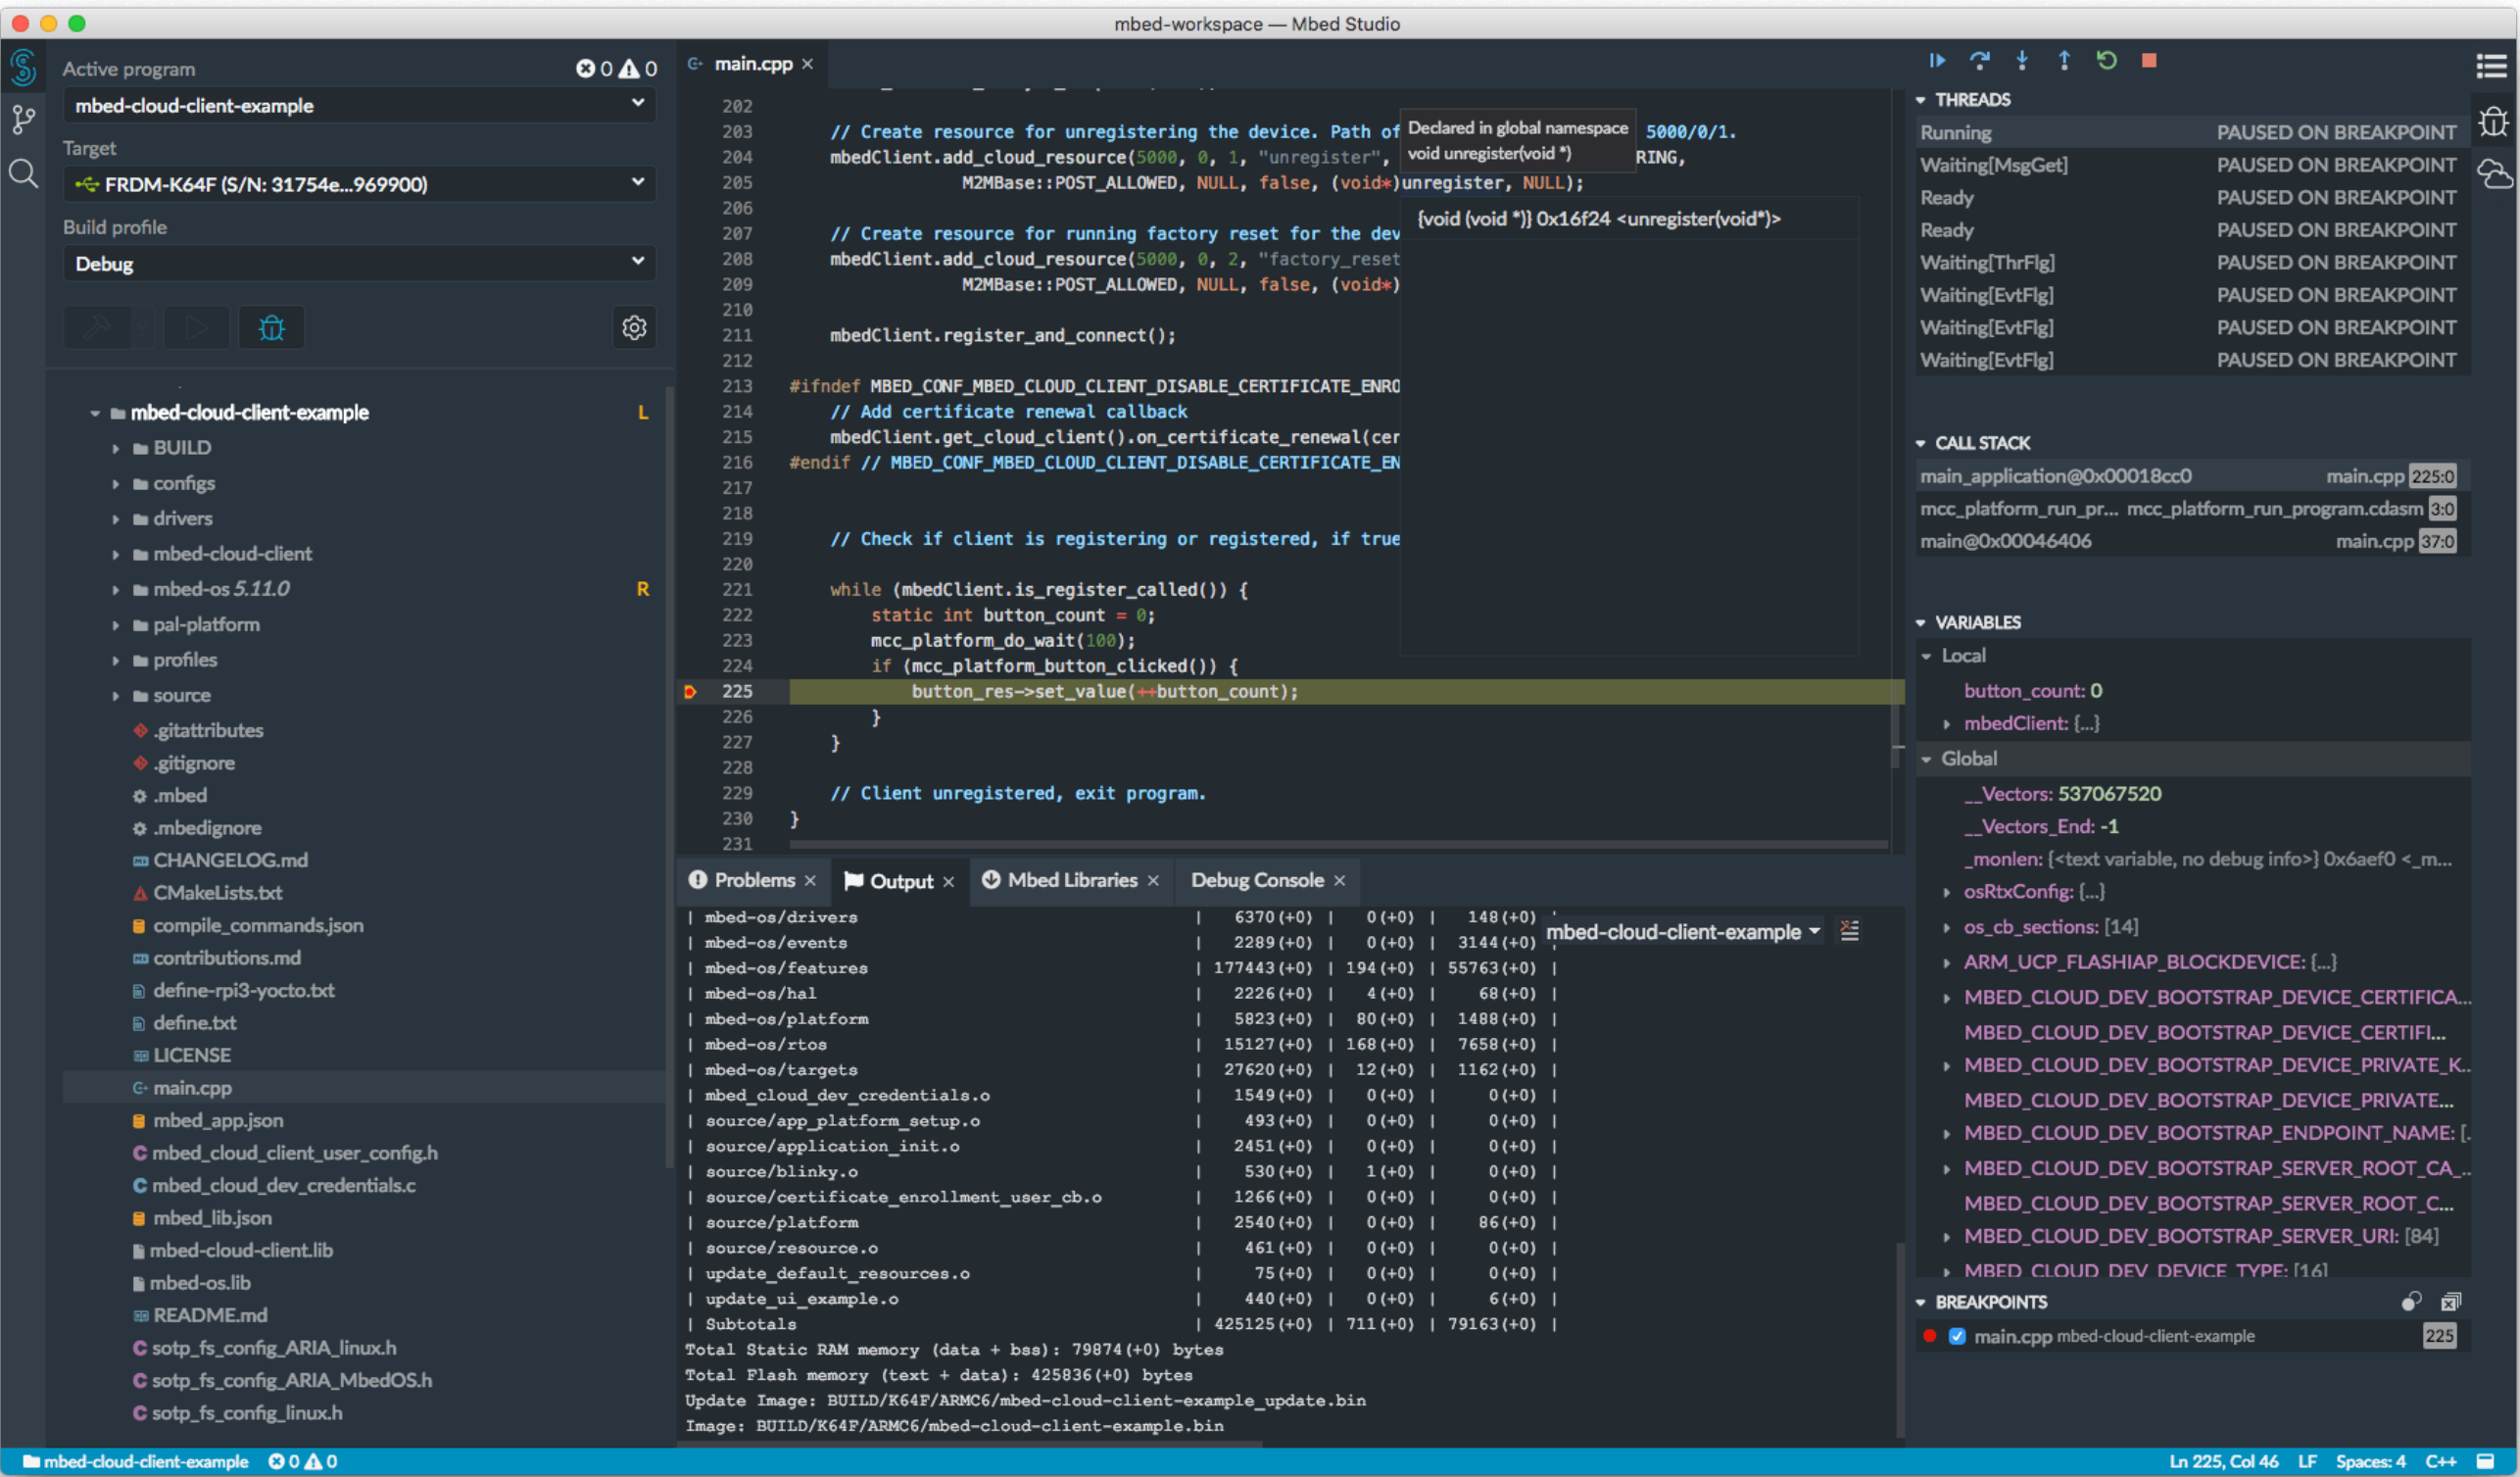 mbed-workspace — Mbed Studio
Active program
0 0
mbed-cloud-client-example
Target
FRDM-K64F (S/N: 31754e...969900)
Build profile
Debug
mbed-cloud-client-example L
BUILD
configs
drivers
mbed-cloud-client
mbed-os 5.11.0 R
pal-platform
profiles
source
.gitattributes
.gitignore
.mbed
.mbedignore
CHANGELOG.md
CMakeLists.txt
compile_commands.json
contributions.md
define-rpi3-yocto.txt
define.txt
LICENSE
main.cpp
mbed_app.json
mbed_cloud_client_user_config.h
mbed_cloud_dev_credentials.c
mbed_lib.json
mbed-cloud-client.lib
mbed-os.lib
README.md
sotp_fs_config_ARIA_linux.h
sotp_fs_config_ARIA_MbedOS.h
sotp_fs_config_linux.h
main.cpp ×
202
203 // Create resource for unregistering the device. Path of 5000/0/1.
204 mbedClient.add_cloud_resource(5000, 0, 1, "unregister", RING,
205 M2MBase::POST_ALLOWED, NULL, false, (void*)unregister, NULL);
206
207 // Create resource for running factory reset for the dev
208 mbedClient.add_cloud_resource(5000, 0, 2, "factory_reset
209 M2MBase::POST_ALLOWED, NULL, false, (void*)
210
211 mbedClient.register_and_connect();
212
213 #ifndef MBED_CONF_MBED_CLOUD_CLIENT_DISABLE_CERTIFICATE_ENRO
214 // Add certificate renewal callback
215 mbedClient.get_cloud_client().on_certificate_renewal(cer
216 #endif // MBED_CONF_MBED_CLOUD_CLIENT_DISABLE_CERTIFICATE_EN
217
218
219 // Check if client is registering or registered, if true
220
221 while (mbedClient.is_register_called()) {
222 static int button_count = 0;
223 mcc_platform_do_wait(100);
224 if (mcc_platform_button_clicked()) {
225 button_res->set_value(++button_count);
226 }
227 }
228
229 // Client unregistered, exit program.
230 }
231
Declared in global namespace
void unregister(void *)
{void (void *)} 0x16f24 <unregister(void*)>
Problems × Output × Mbed Libraries × Debug Console ×
mbed-cloud-client-example
| mbed-os/drivers | 6370(+0) | 0(+0) | 148(+0)
| mbed-os/events | 2289(+0) | 0(+0) | 3144(+0)
| mbed-os/features | 177443(+0) | 194(+0) | 55763(+0) |
| mbed-os/hal | 2226(+0) | 4(+0) | 68(+0) |
| mbed-os/platform | 5823(+0) | 80(+0) | 1488(+0) |
| mbed-os/rtos | 15127(+0) | 168(+0) | 7658(+0) |
| mbed-os/targets | 27620(+0) | 12(+0) | 1162(+0) |
| mbed_cloud_dev_credentials.o | 1549(+0) | 0(+0) | 0(+0) |
| source/app_platform_setup.o | 493(+0) | 0(+0) | 0(+0) |
| source/application_init.o | 2451(+0) | 0(+0) | 0(+0) |
| source/blinky.o | 530(+0) | 1(+0) | 0(+0) |
| source/certificate_enrollment_user_cb.o | 1266(+0) | 0(+0) | 0(+0) |
| source/platform | 2540(+0) | 0(+0) | 86(+0) |
| source/resource.o | 461(+0) | 0(+0) | 0(+0) |
| update_default_resources.o | 75(+0) | 0(+0) | 0(+0) |
| update_ui_example.o | 440(+0) | 0(+0) | 6(+0) |
| Subtotals | 425125(+0) | 711(+0) | 79163(+0) |
Total Static RAM memory (data + bss): 79874(+0) bytes
Total Flash memory (text + data): 425836(+0) bytes
Update Image: BUILD/K64F/ARMC6/mbed-cloud-client-example_update.bin
Image: BUILD/K64F/ARMC6/mbed-cloud-client-example.bin
THREADS
Running PAUSED ON BREAKPOINT
Waiting[MsgGet] PAUSED ON BREAKPOINT
Ready PAUSED ON BREAKPOINT
Ready PAUSED ON BREAKPOINT
Waiting[ThrFlg] PAUSED ON BREAKPOINT
Waiting[EvtFlg] PAUSED ON BREAKPOINT
Waiting[EvtFlg] PAUSED ON BREAKPOINT
Waiting[EvtFlg] PAUSED ON BREAKPOINT
CALL STACK
main_application@0x00018cc0 main.cpp 225:0
mcc_platform_run_pr... mcc_platform_run_program.cdasm 3:0
main@0x00046406 main.cpp 37:0
VARIABLES
Local
button_count: 0
mbedClient: {...}
Global
__Vectors: 537067520
__Vectors_End: -1
_monlen: {<text variable, no debug info>} 0x6aef0 <_m...
osRtxConfig: {...}
os_cb_sections: [14]
ARM_UCP_FLASHIAP_BLOCKDEVICE: {...}
MBED_CLOUD_DEV_BOOTSTRAP_DEVICE_CERTIFICA...
MBED_CLOUD_DEV_BOOTSTRAP_DEVICE_CERTIFI...
MBED_CLOUD_DEV_BOOTSTRAP_DEVICE_PRIVATE_K..
MBED_CLOUD_DEV_BOOTSTRAP_DEVICE_PRIVATE...
MBED_CLOUD_DEV_BOOTSTRAP_ENDPOINT_NAME: [.
MBED_CLOUD_DEV_BOOTSTRAP_SERVER_ROOT_CA_..
MBED_CLOUD_DEV_BOOTSTRAP_SERVER_ROOT_C...
MBED_CLOUD_DEV_BOOTSTRAP_SERVER_URI: [84]
MBED_CLOUD_DEV_DEVICE_TYPE: [16]
BREAKPOINTS
main.cpp mbed-cloud-client-example 225
mbed-cloud-client-example 0 0
Ln 225, Col 46 LF Spaces: 4 C++